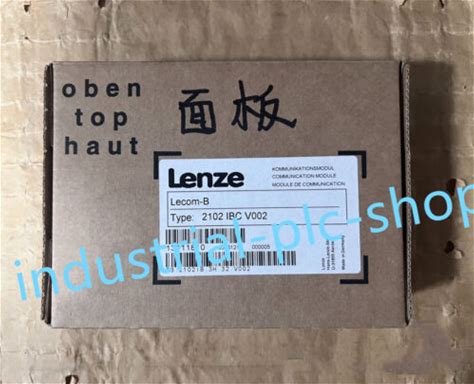 oben
top
haut
面板
Lenze
KOMMUNIKATIONSMODUL
COMMUNICATION MODULE
MODULE DE COMMUNICATION
Lecom-B
Type: 2102 IBC V002
000005
Made in Germany
industrial-plc-shop